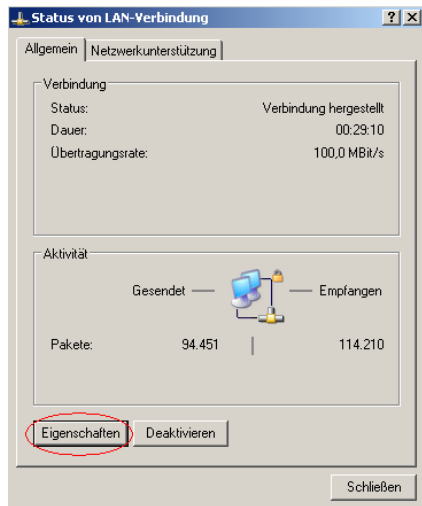 Status von LAN-Verbindung
Allgemein Netzwerkunterstützung
Verbindung
Status: Verbindung hergestellt
Dauer: 00:29:10
Übertragungsrate: 100,0 MBit/s
Aktivität
Gesendet Empfangen
Pakete: 94.451 114.210
Eigenschaften Deaktivieren
Schließen